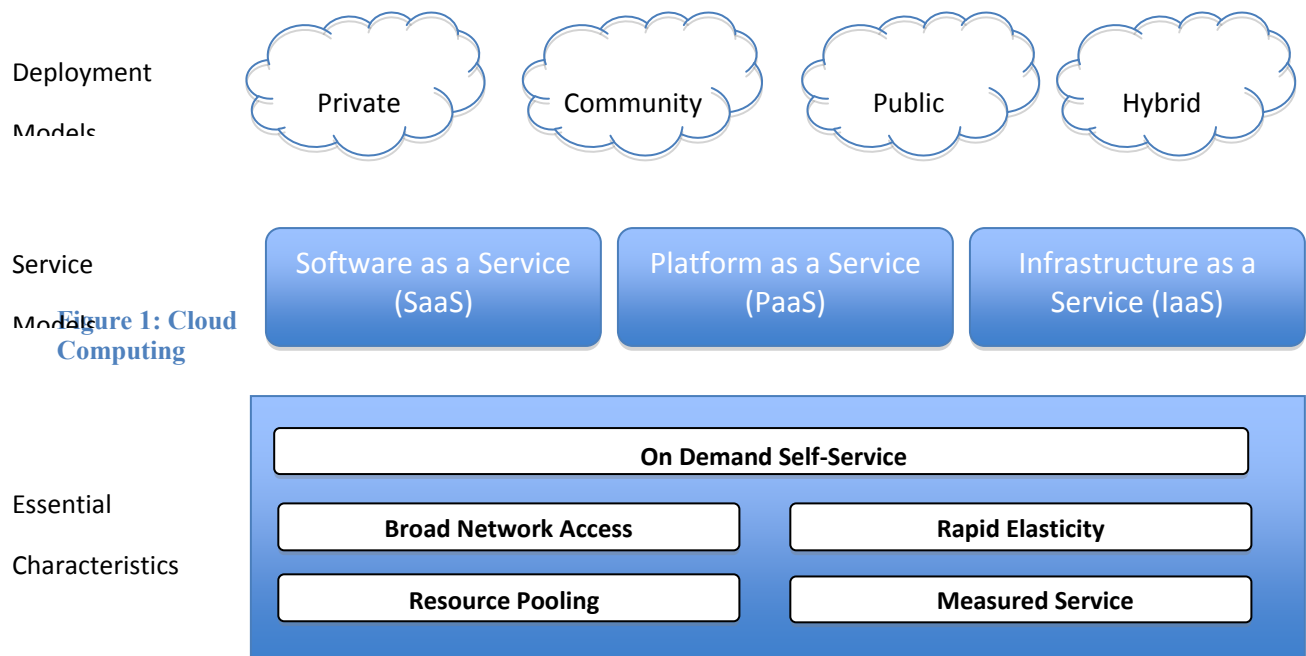 Deployment
Models
Private
Community
Public
Hybrid
Service
Models
Software as a Service
(SaaS)
Platform as a Service
(PaaS)
Infrastructure as a
Service (IaaS)
Figure 1: Cloud
Computing
Essential
Characteristics
On Demand Self-Service
Broad Network Access
Rapid Elasticity
Resource Pooling
Measured Service